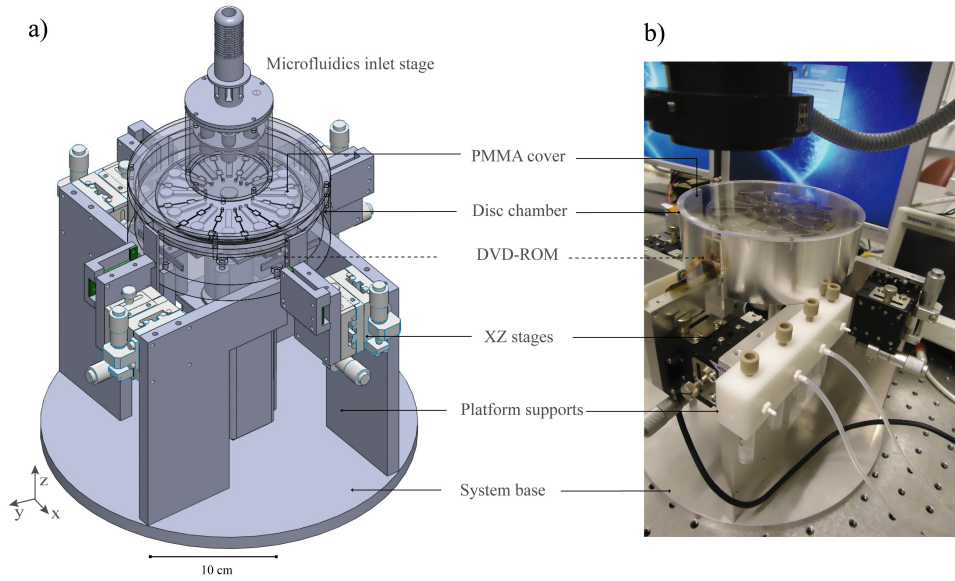 a)
b)
Microfluidics inlet stage
PMMA cover
Disc chamber
DVD-ROM
XZ stages
Platform supports
System base
z
y
x
10 cm